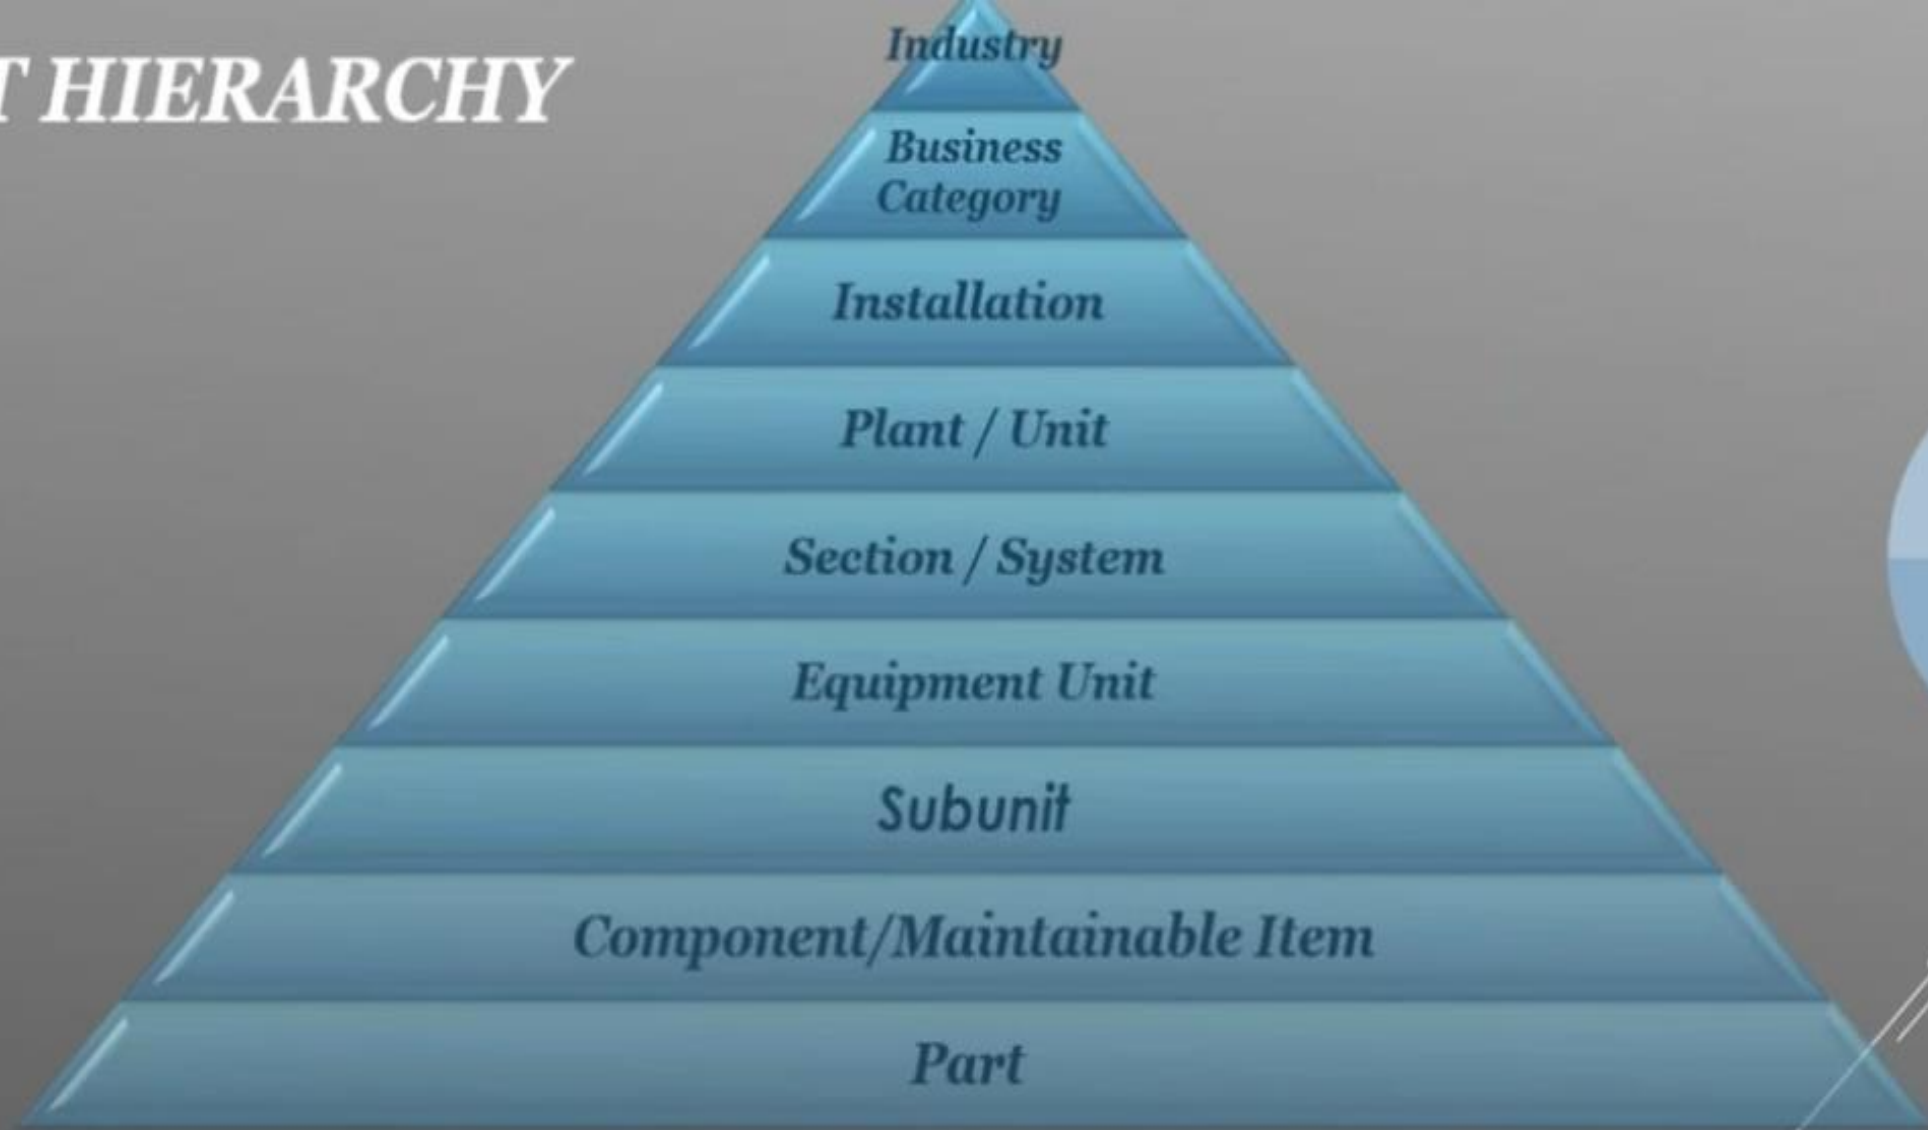 T HIERARCHY
Industry
Business
Category
Installation
Plant / Unit
Section / System
Equipment Unit
Subunit
Component/Maintainable Item
Part